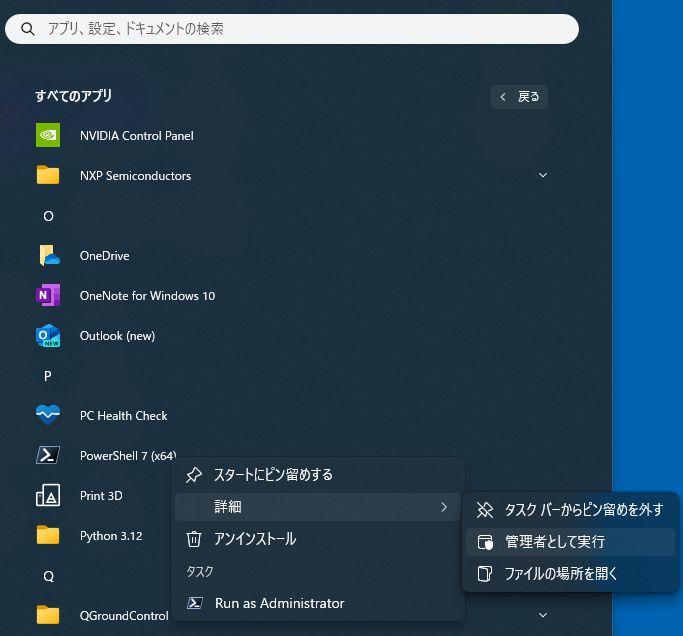 アプリ、設定、ドキュメントの検索
すべてのアプリ
戻る
NVIDIA Control Panel
NXP Semiconductors
O
OneDrive
OneNote for Windows 10
NEW
Outlook (new)
P
PC Health Check
PowerShell 7 (x64)
スタートにピン留めする
Print 3D
詳細
タスク バーからピン留めを外す
Python 3.12
アンインストール
管理者として実行
Q
タスク
ファイルの場所を開く
QGroundControl
Run as Administrator